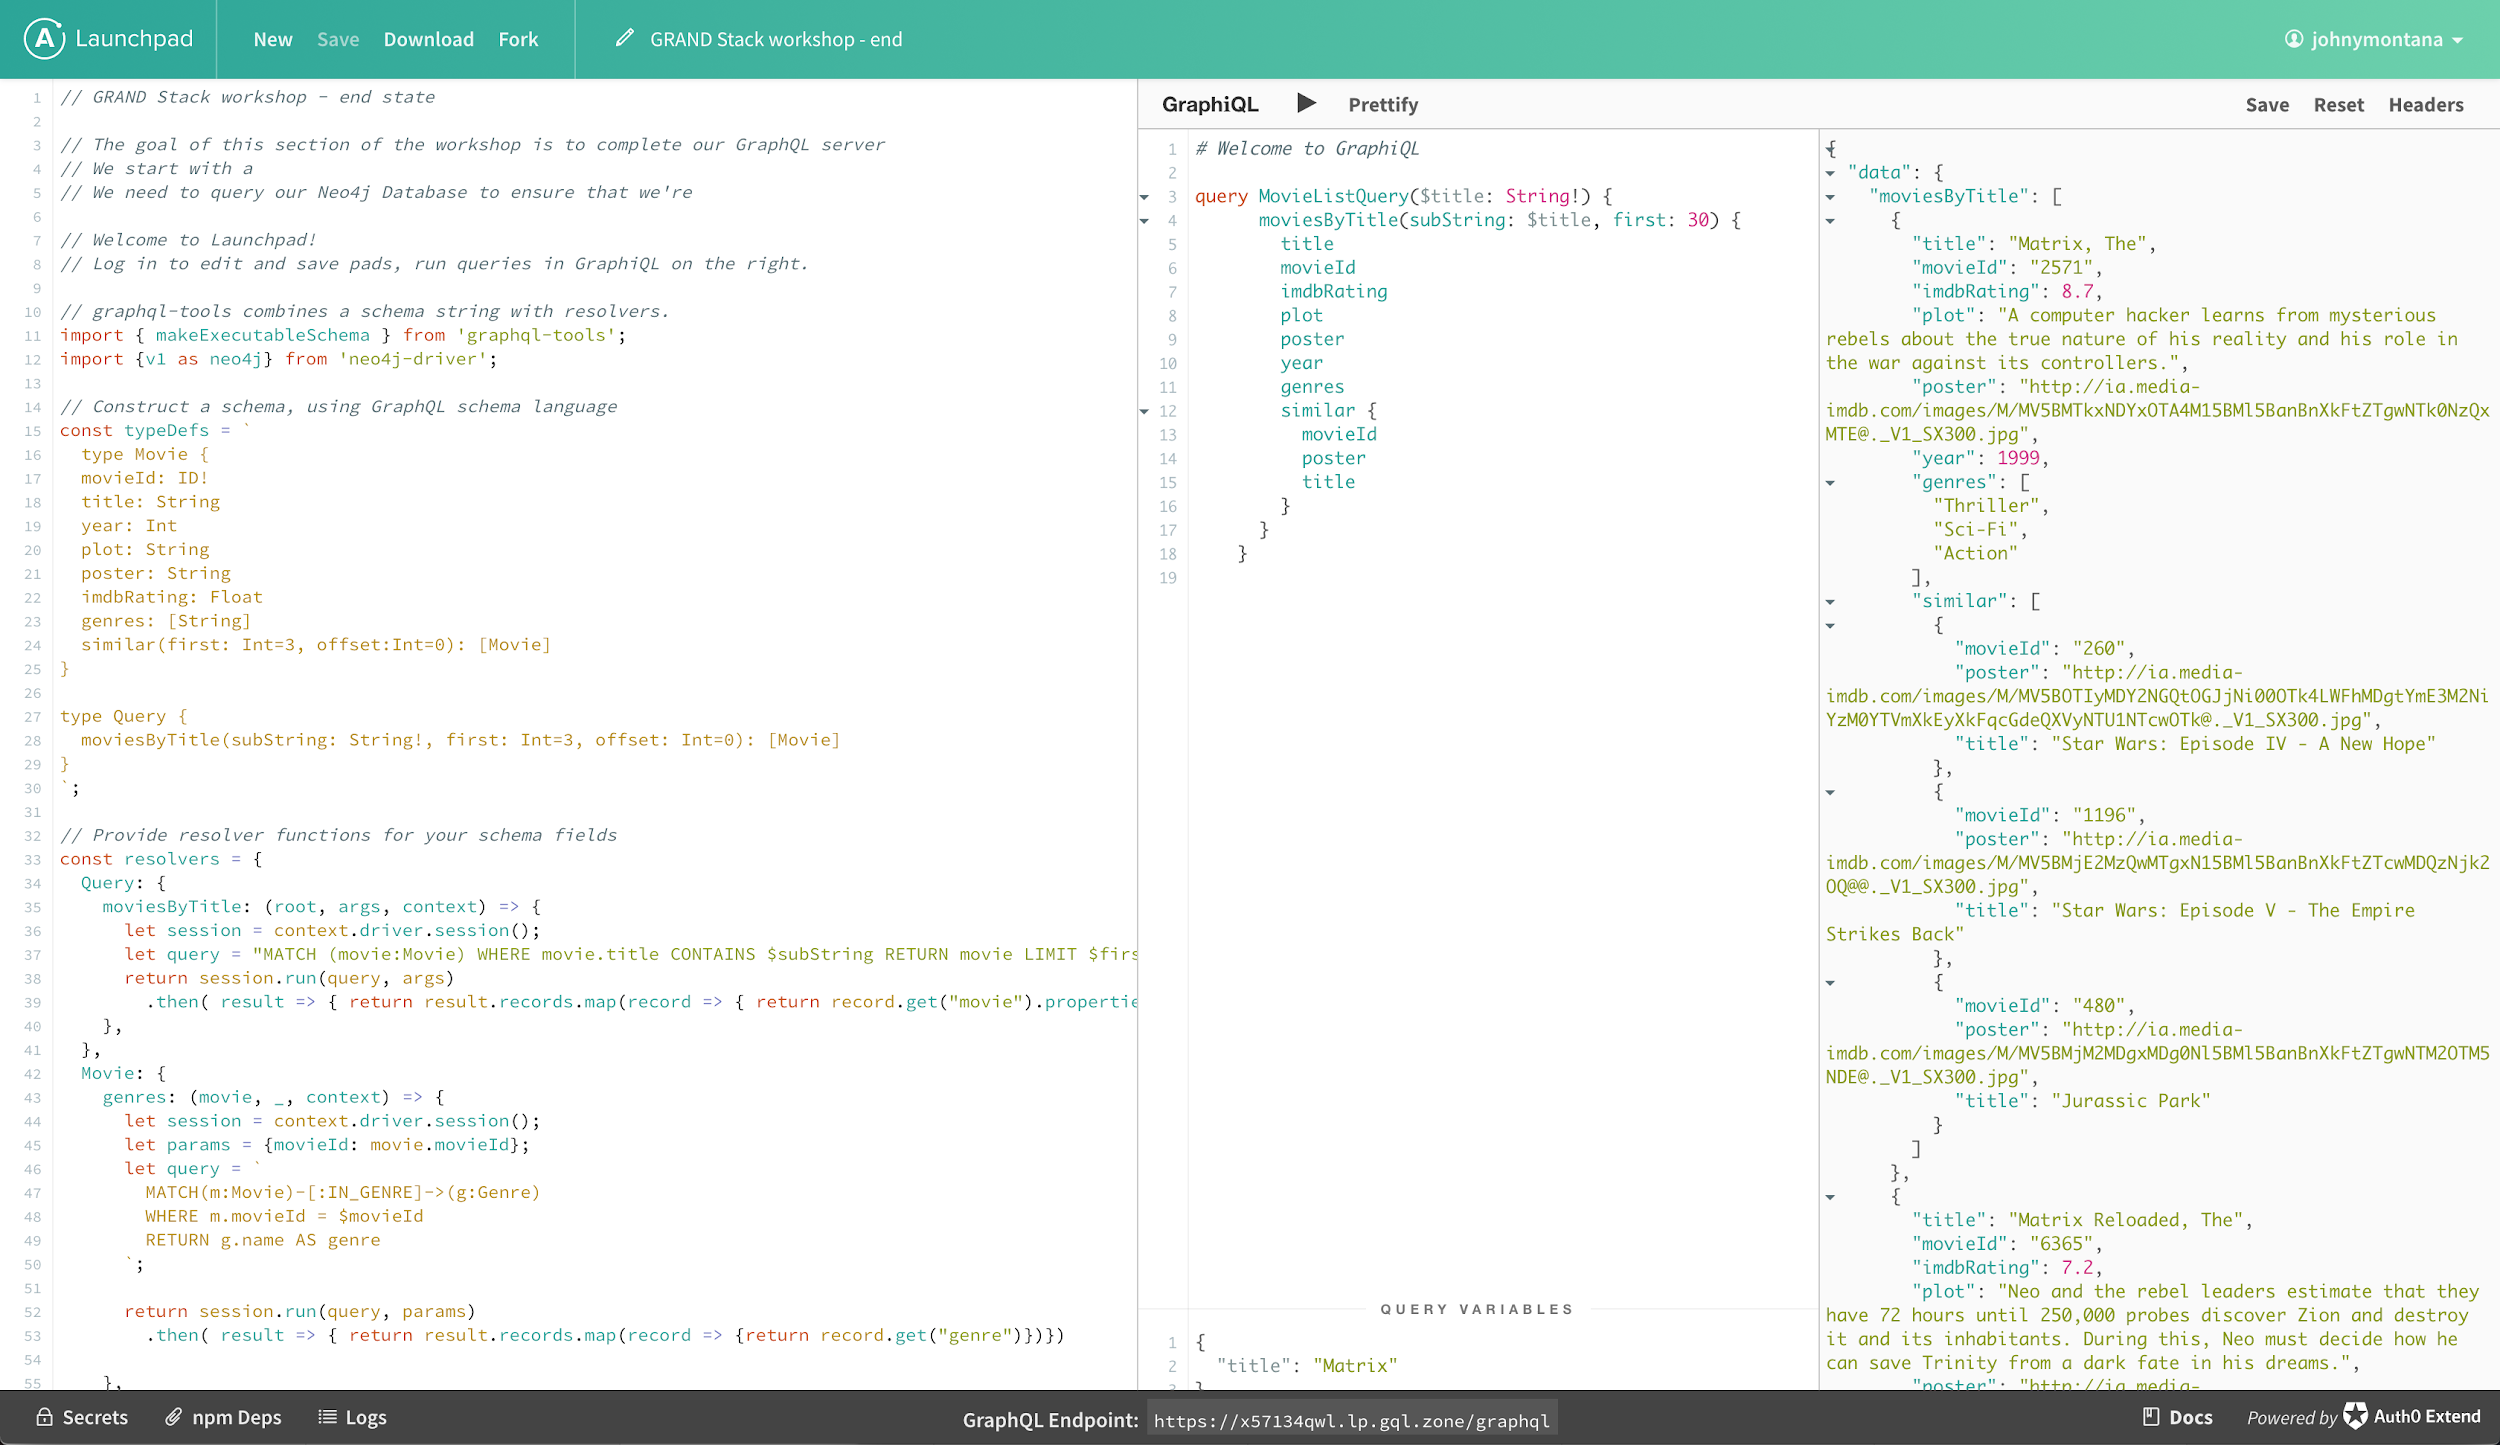 Launchpad
New Save Download Fork
GRAND Stack workshop - end
johnymontana
1 // GRAND Stack workshop - end state
2
3 // The goal of this section of the workshop is to complete our GraphQL server
4 // We start with a
5 // We need to query our Neo4j Database to ensure that we're
6
7 // Welcome to Launchpad!
8 // Log in to edit and save pads, run queries in GraphiQL on the right.
9
10 // graphql-tools combines a schema string with resolvers.
11 import { makeExecutableSchema } from 'graphql-tools';
12 import {v1 as neo4j} from 'neo4j-driver';
13
14 // Construct a schema, using GraphQL schema language
15 const typeDefs = `
16 type Movie {
17 movieId: ID!
18 title: String
19 year: Int
20 plot: String
21 poster: String
22 imdbRating: Float
23 genres: [String]
24 similar(first: Int=3, offset:Int=0): [Movie]
25 }
26
27 type Query {
28 moviesByTitle(subString: String!, first: Int=3, offset: Int=0): [Movie]
29 }
30 `;
31
32 // Provide resolver functions for your schema fields
33 const resolvers = {
34 Query: {
35 moviesByTitle: (root, args, context) => {
36 let session = context.driver.session();
37 let query = "MATCH (movie:Movie) WHERE movie.title CONTAINS $subString RETURN movie LIMIT $firs
38 return session.run(query, args)
39 .then( result => { return result.records.map(record => { return record.get("movie").propertie
40 },
41 },
42 Movie: {
43 genres: (movie, _, context) => {
44 let session = context.driver.session();
45 let params = {movieId: movie.movieId};
46 let query = `
47 MATCH(m:Movie)-[:IN_GENRE]->(g:Genre)
48 WHERE m.movieId = $movieId
49 RETURN g.name AS genre
50 `;
51
52 return session.run(query, params)
53 .then( result => { return result.records.map(record => {return record.get("genre")})})
54
55 },
GraphiQL Prettify
Save Reset Headers
1 # Welcome to GraphiQL
2
3 query MovieListQuery($title: String!) {
4 moviesByTitle(subString: $title, first: 30) {
5 title
6 movieId
7 imdbRating
8 plot
9 poster
10 year
11 genres
12 similar {
13 movieId
14 poster
15 title
16 }
17 }
18 }
19
QUERY VARIABLES
1 {
2 "title": "Matrix"
3 }
{
"data": {
"moviesByTitle": [
{
"title": "Matrix, The",
"movieId": "2571",
"imdbRating": 8.7,
"plot": "A computer hacker learns from mysterious
rebels about the true nature of his reality and his role in
the war against its controllers.",
"poster": "http://ia.media-
imdb.com/images/M/MV5BMTkxNDYxOTA4M15BMl5BanBnXkFtZTgwNTk0NzQx
MTE@._V1_SX300.jpg",
"year": 1999,
"genres": [
"Thriller",
"Sci-Fi",
"Action"
],
"similar": [
{
"movieId": "260",
"poster": "http://ia.media-
imdb.com/images/M/MV5BOTIyMDY2NGQtOGJjNi00OTk4LWFhMDgtYmE3M2Ni
YzM0YTVmXkEyXkFqcGdeQXVyNTU1NTcwOTk@._V1_SX300.jpg",
"title": "Star Wars: Episode IV - A New Hope"
},
{
"movieId": "1196",
"poster": "http://ia.media-
imdb.com/images/M/MV5BMjE2MzQwMTgxN15BMl5BanBnXkFtZTcwMDQzNjk2
OQ@@._V1_SX300.jpg",
"title": "Star Wars: Episode V - The Empire
Strikes Back"
},
{
"movieId": "480",
"poster": "http://ia.media-
imdb.com/images/M/MV5BMjM2MDgxMDg0Nl5BMl5BanBnXkFtZTgwNTM2OTM5
NDE@._V1_SX300.jpg",
"title": "Jurassic Park"
}
]
},
{
"title": "Matrix Reloaded, The",
"movieId": "6365",
"imdbRating": 7.2,
"plot": "Neo and the rebel leaders estimate that they
have 72 hours until 250,000 probes discover Zion and destroy
it and its inhabitants. During this, Neo must decide how he
can save Trinity from a dark fate in his dreams.",
"poster": "http://ia.media-
Secrets npm Deps Logs
GraphQL Endpoint: https://x57134qwl.lp.gql.zone/graphql
Docs Powered by Auth0 Extend